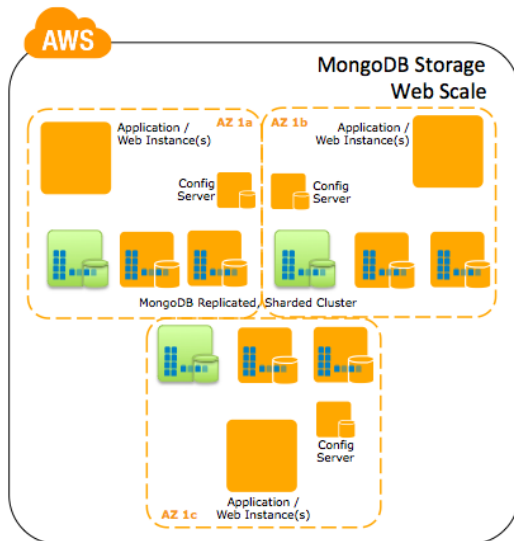 AWS
MongoDB Storage
Web Scale
Application /
Web Instance(s)
AZ 1a
AZ 1b
Application /
Web Instance(s)
Config
Server
Config
Server
MongoDB Replicated, Sharded Cluster
Config
Server
Application /
Web Instance(s)
AZ 1c